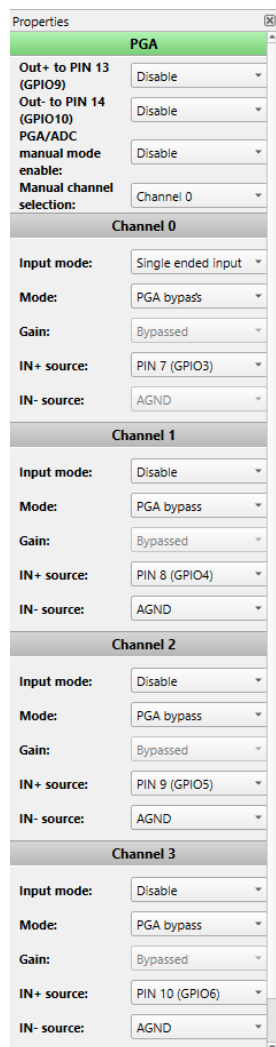 Properties
PGA
Out+ to PIN 13 (GPIO9) Disable
Out- to PIN 14 (GPIO10) Disable
PGA/ADC manual mode enable: Disable
Manual channel selection: Channel 0
Channel 0
Input mode: Single ended input
Mode: PGA bypass
Gain: Bypassed
IN+ source: PIN 7 (GPIO3)
IN- source: AGND
Channel 1
Input mode: Disable
Mode: PGA bypass
Gain: Bypassed
IN+ source: PIN 8 (GPIO4)
IN- source: AGND
Channel 2
Input mode: Disable
Mode: PGA bypass
Gain: Bypassed
IN+ source: PIN 9 (GPIO5)
IN- source: AGND
Channel 3
Input mode: Disable
Mode: PGA bypass
Gain: Bypassed
IN+ source: PIN 10 (GPIO6)
IN- source: AGND